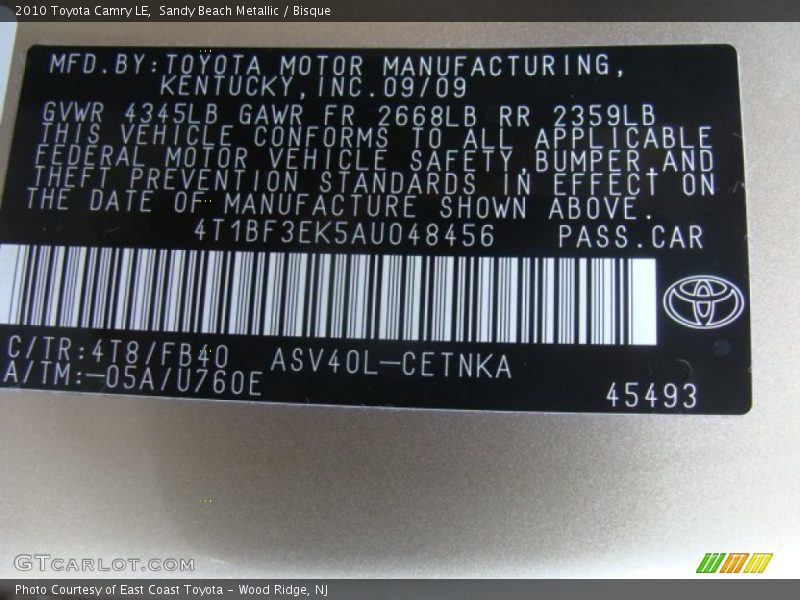 2010 Toyota Camry LE,  Sandy Beach Metallic / Bisque
MFD.BY:TOYOTA MOTOR MANUFACTURING,
KENTUCKY,INC.09/09
GVWR 4345LB GAWR FR 2668LB RR 2359LB
THIS VEHICLE CONFORMS TO ALL APPLICABLE
FEDERAL MOTOR VEHICLE SAFETY,BUMPER,AND
THEFT PREVENTION STANDARDS IN EFFECT ON
THE DATE OF MANUFACTURE SHOWN ABOVE.
4T1BF3EK5AU048456 PASS.CAR
C/TR:4T8/FB40 ASV40L-CETNKA
A/TM:-05A/U760E
45493
GTCARLOT.COM
Photo Courtesy of East Coast Toyota - Wood Ridge, NJ